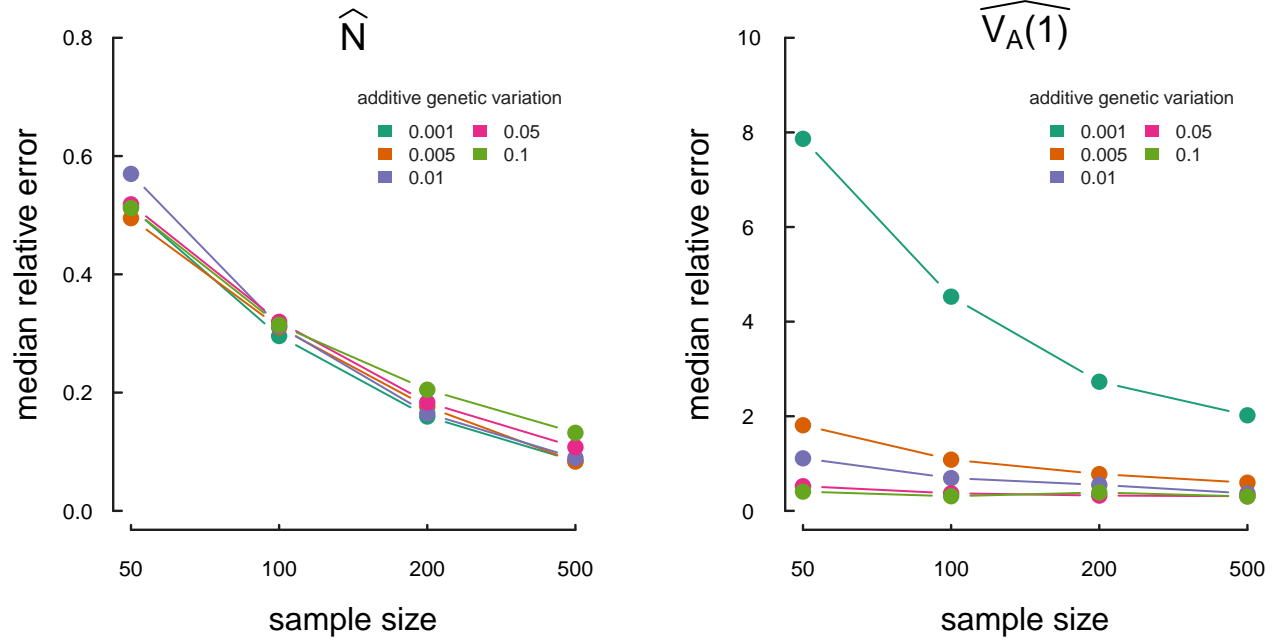 N̂
0.8
0.6
0.4
0.2
0.0
median relative error
additive genetic variation
0.001 0.05
0.005 0.1
0.01
50 100 200 500
sample size
V_A(1)
10
8
6
4
2
0
median relative error
additive genetic variation
0.001 0.05
0.005 0.1
0.01
50 100 200 500
sample size